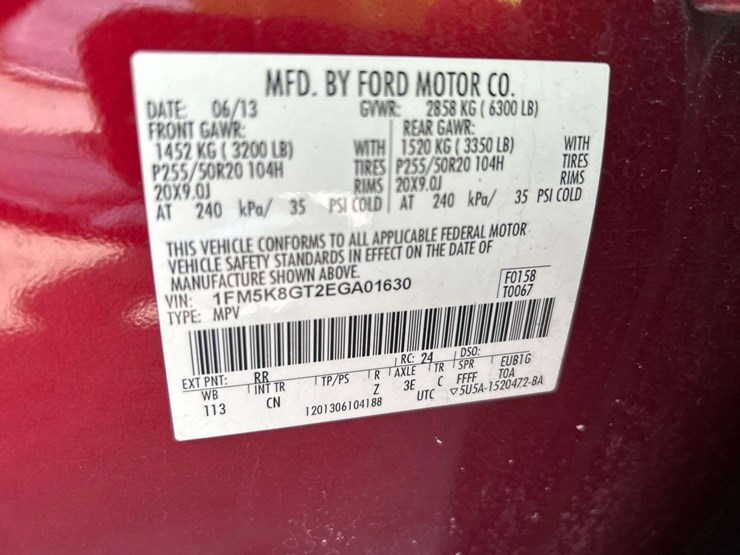 MFD. BY FORD MOTOR CO.
DATE: 06/13 GVWR: 2858 KG ( 6300 LB)
FRONT GAWR: REAR GAWR:
1452 KG ( 3200 LB) WITH 1520 KG ( 3350 LB) WITH
P255/50R20 104H TIRES P255/50R20 104H TIRES
20X9.0J RIMS 20X9.0J RIMS
AT 240 kPa/ 35 PSI COLD AT 240 kPa/ 35 PSI COLD
THIS VEHICLE CONFORMS TO ALL APPLICABLE FEDERAL MOTOR
VEHICLE SAFETY STANDARDS IN EFFECT ON THE DATE OF
MANUFACTURE SHOWN ABOVE.
VIN: 1FM5K8GT2EGA01630 F0158
TYPE: MPV T0067
EXT PNT: RR RC: 24 DSO:
WB INT TR TP/PS R AXLE TR SPR EUB1G
113 CN Z 3E C FFFF TOA
1201306104188 UTC ▽5U5A-1520472-BA